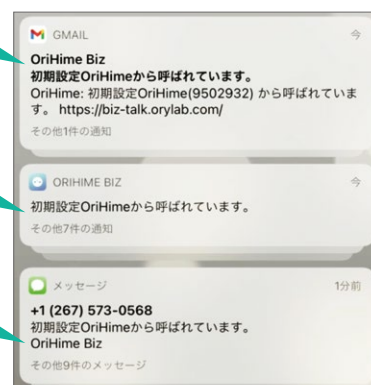 GMAIL
今
OriHime Biz
初期設定OriHimeから呼ばれています。
OriHime: 初期設定OriHime(9502932) から呼ばれていま
す。 https://biz-talk.orylab.com/
その他1件の通知
ORIHIME BIZ
今
初期設定OriHimeから呼ばれています。
その他7件の通知
メッセージ
1分前
+1 (267) 573-0568
初期設定OriHimeから呼ばれています。
OriHime Biz
その他9件のメッセージ